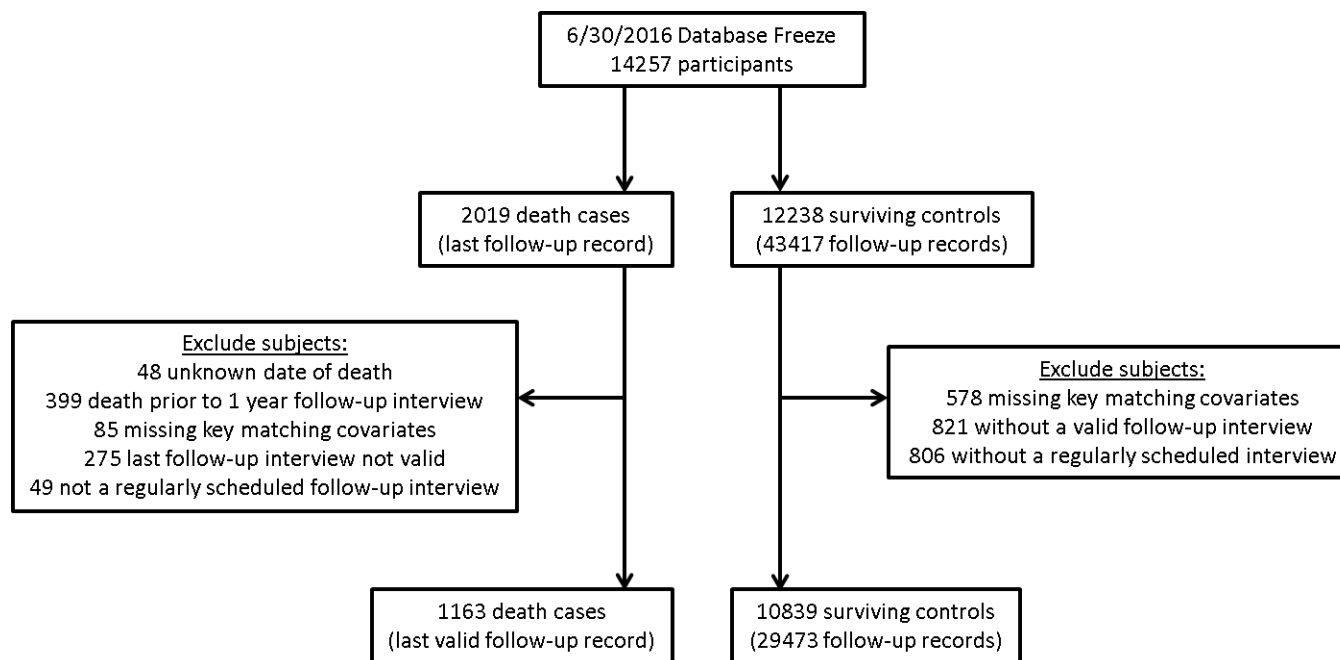 6/30/2016 Database Freeze
14257 participants
2019 death cases
(last follow-up record)
12238 surviving controls
(43417 follow-up records)
Exclude subjects:
48 unknown date of death
399 death prior to 1 year follow-up interview
85 missing key matching covariates
275 last follow-up interview not valid
49 not a regularly scheduled follow-up interview
Exclude subjects:
578 missing key matching covariates
821 without a valid follow-up interview
806 without a regularly scheduled interview
1163 death cases
(last valid follow-up record)
10839 surviving controls
(29473 follow-up records)